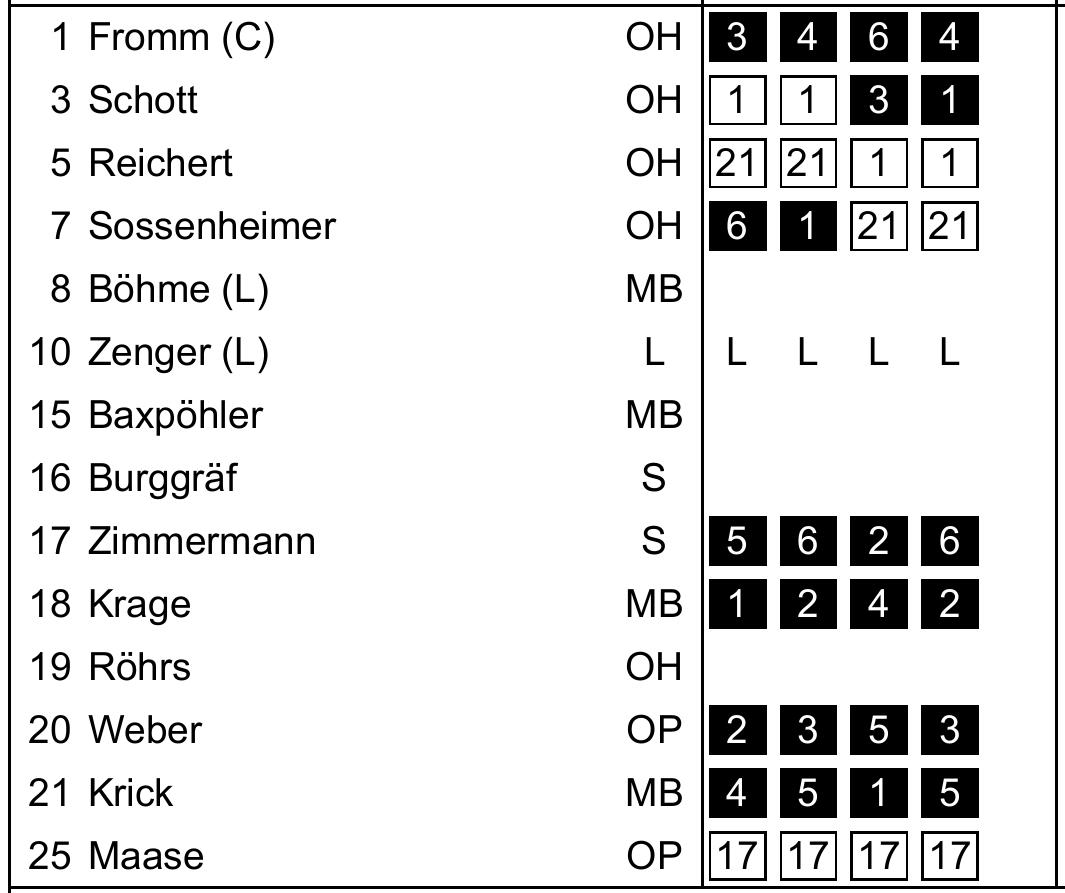 1 Fromm (C) OH 3 4 6 4
3 Schott OH 1 1 3 1
5 Reichert OH 21 21 1 1
7 Sossenheimer OH 6 1 21 21
8 Böhme (L) MB
10 Zenger (L) L L L L L
15 Baxpöhler MB
16 Burggräf S
17 Zimmermann S 5 6 2 6
18 Krage MB 1 2 4 2
19 Röhrs OH
20 Weber OP 2 3 5 3
21 Krick MB 4 5 1 5
25 Maase OP 17 17 17 17